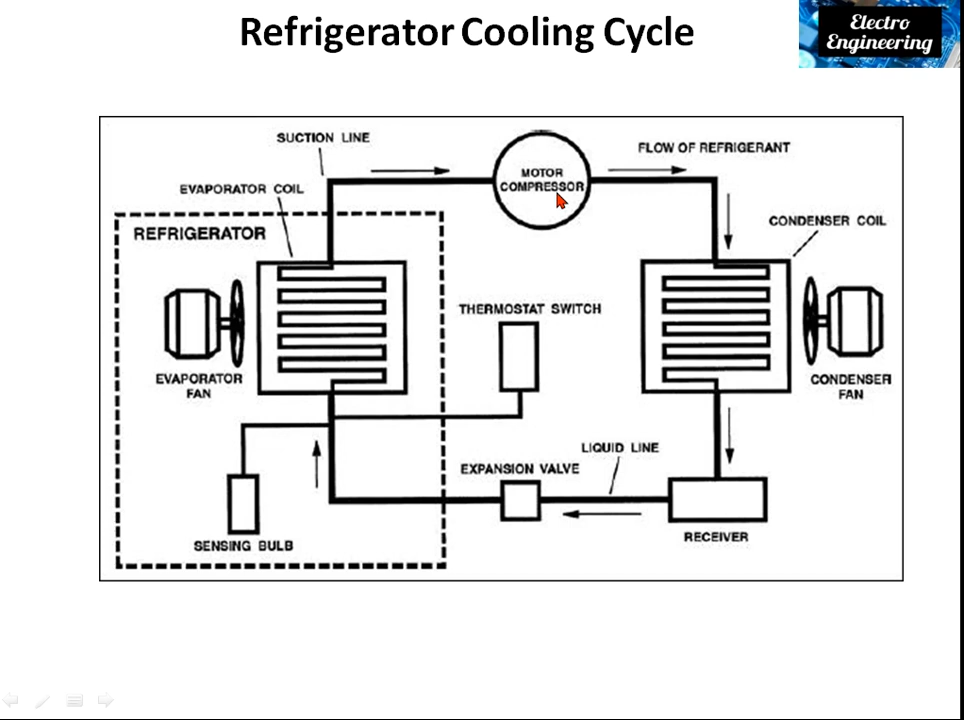 Refrigerator Cooling Cycle
Electro
Engineering
SUCTION LINE
MOTOR
COMPRESSOR
FLOW OF REFRIGERANT
EVAPORATOR COIL
CONDENSER COIL
REFRIGERATOR
THERMOSTAT SWITCH
EVAPORATOR
FAN
CONDENSER
FAN
LIQUID LINE
EXPANSION VALVE
SENSING BULB
RECEIVER